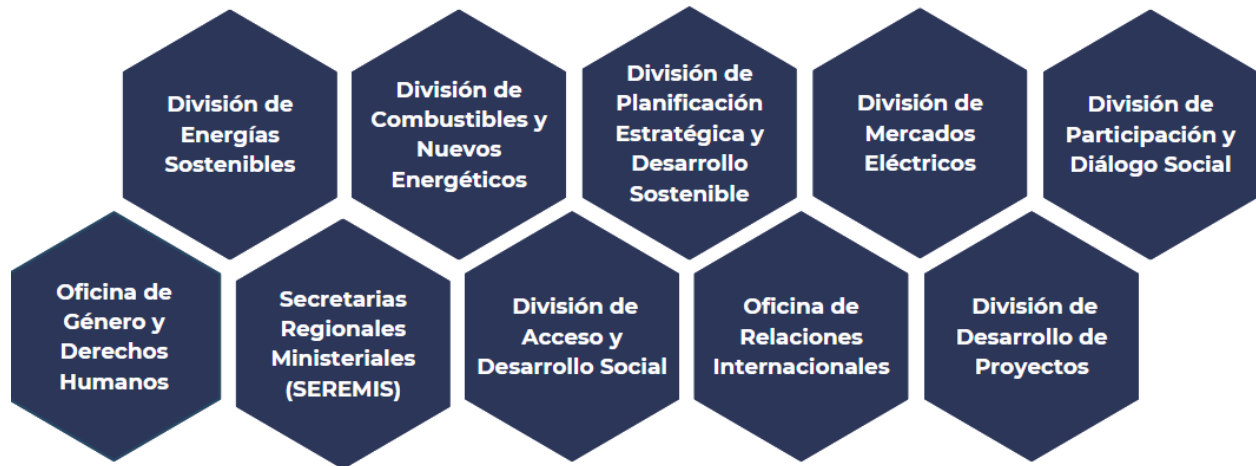 División de
Energías
Sostenibles
División de
Combustibles y
Nuevos
Energéticos
División de
Planificación
Estratégica y
Desarrollo
Sostenible
División de
Mercados
Eléctricos
División de
Participación y
Diálogo Social
Oficina de
Género y
Derechos
Humanos
Secretarias
Regionales
Ministeriales
(SEREMIS)
División de
Acceso y
Desarrollo Social
Oficina de
Relaciones
Internacionales
División de
Desarrollo de
Proyectos